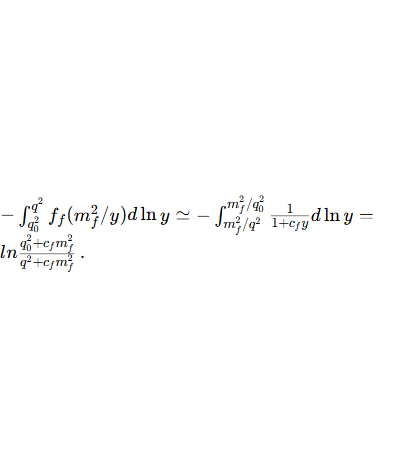 $-\int_{q_0^2}^{q^2} f_f(m_f^2/y) d\ln y \simeq -\int_{m_f^2/q^2}^{m_f^2/q_0^2} \frac{1}{1+c_f y} d\ln y =$
$ln\frac{q_0^2+c_f m_f^2}{q^2+c_f m_f^2}\ .$